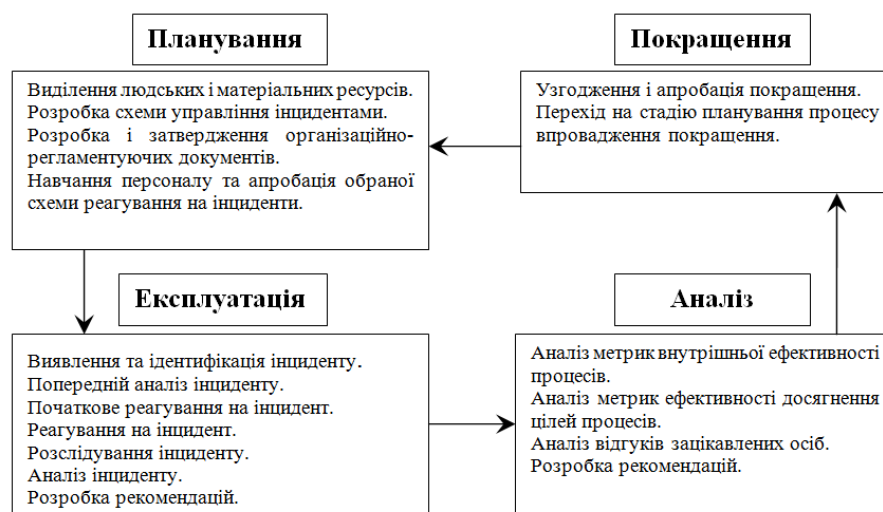 Планування
Виділення людських і матеріальних ресурсів.
Розробка схеми управління інцидентами.
Розробка і затвердження організаційно-
регламентуючих документів.
Навчання персоналу та апробація обраної
схеми реагування на інциденти.
Покращення
Узгодження і апробація покращення.
Перехід на стадію планування процесу
впровадження покращення.
Експлуатація
Виявлення та ідентифікація інциденту.
Попередній аналіз інциденту.
Початкове реагування на інцидент.
Реагування на інцидент.
Розслідування інциденту.
Аналіз інциденту.
Розробка рекомендацій.
Аналіз
Аналіз метрик внутрішньої ефективності
процесів.
Аналіз метрик ефективності досягнення
цілей процесів.
Аналіз відгуків зацікавлених осіб.
Розробка рекомендацій.